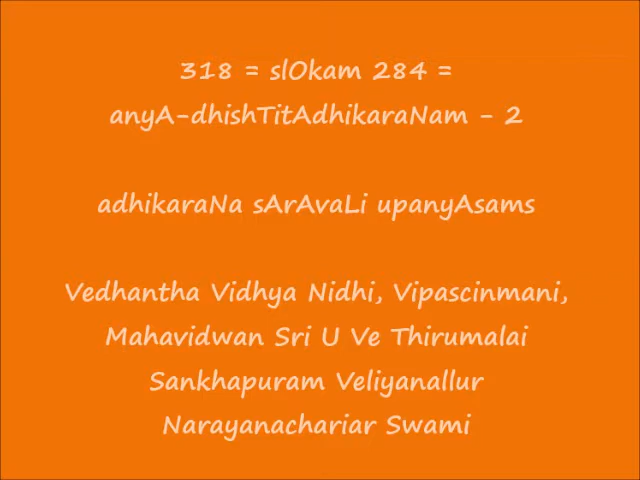 318 = slOkam 284 =
anyA-dhishTitAdhikaraNam - 2
adhikaraNa sArAvaLi upanyAsams
Vedhantha Vidhya Nidhi, Vipascinmani,
Mahavidwan Sri U Ve Thirumalai
Sankhapuram Veliyanallur
Narayanachariar Swami